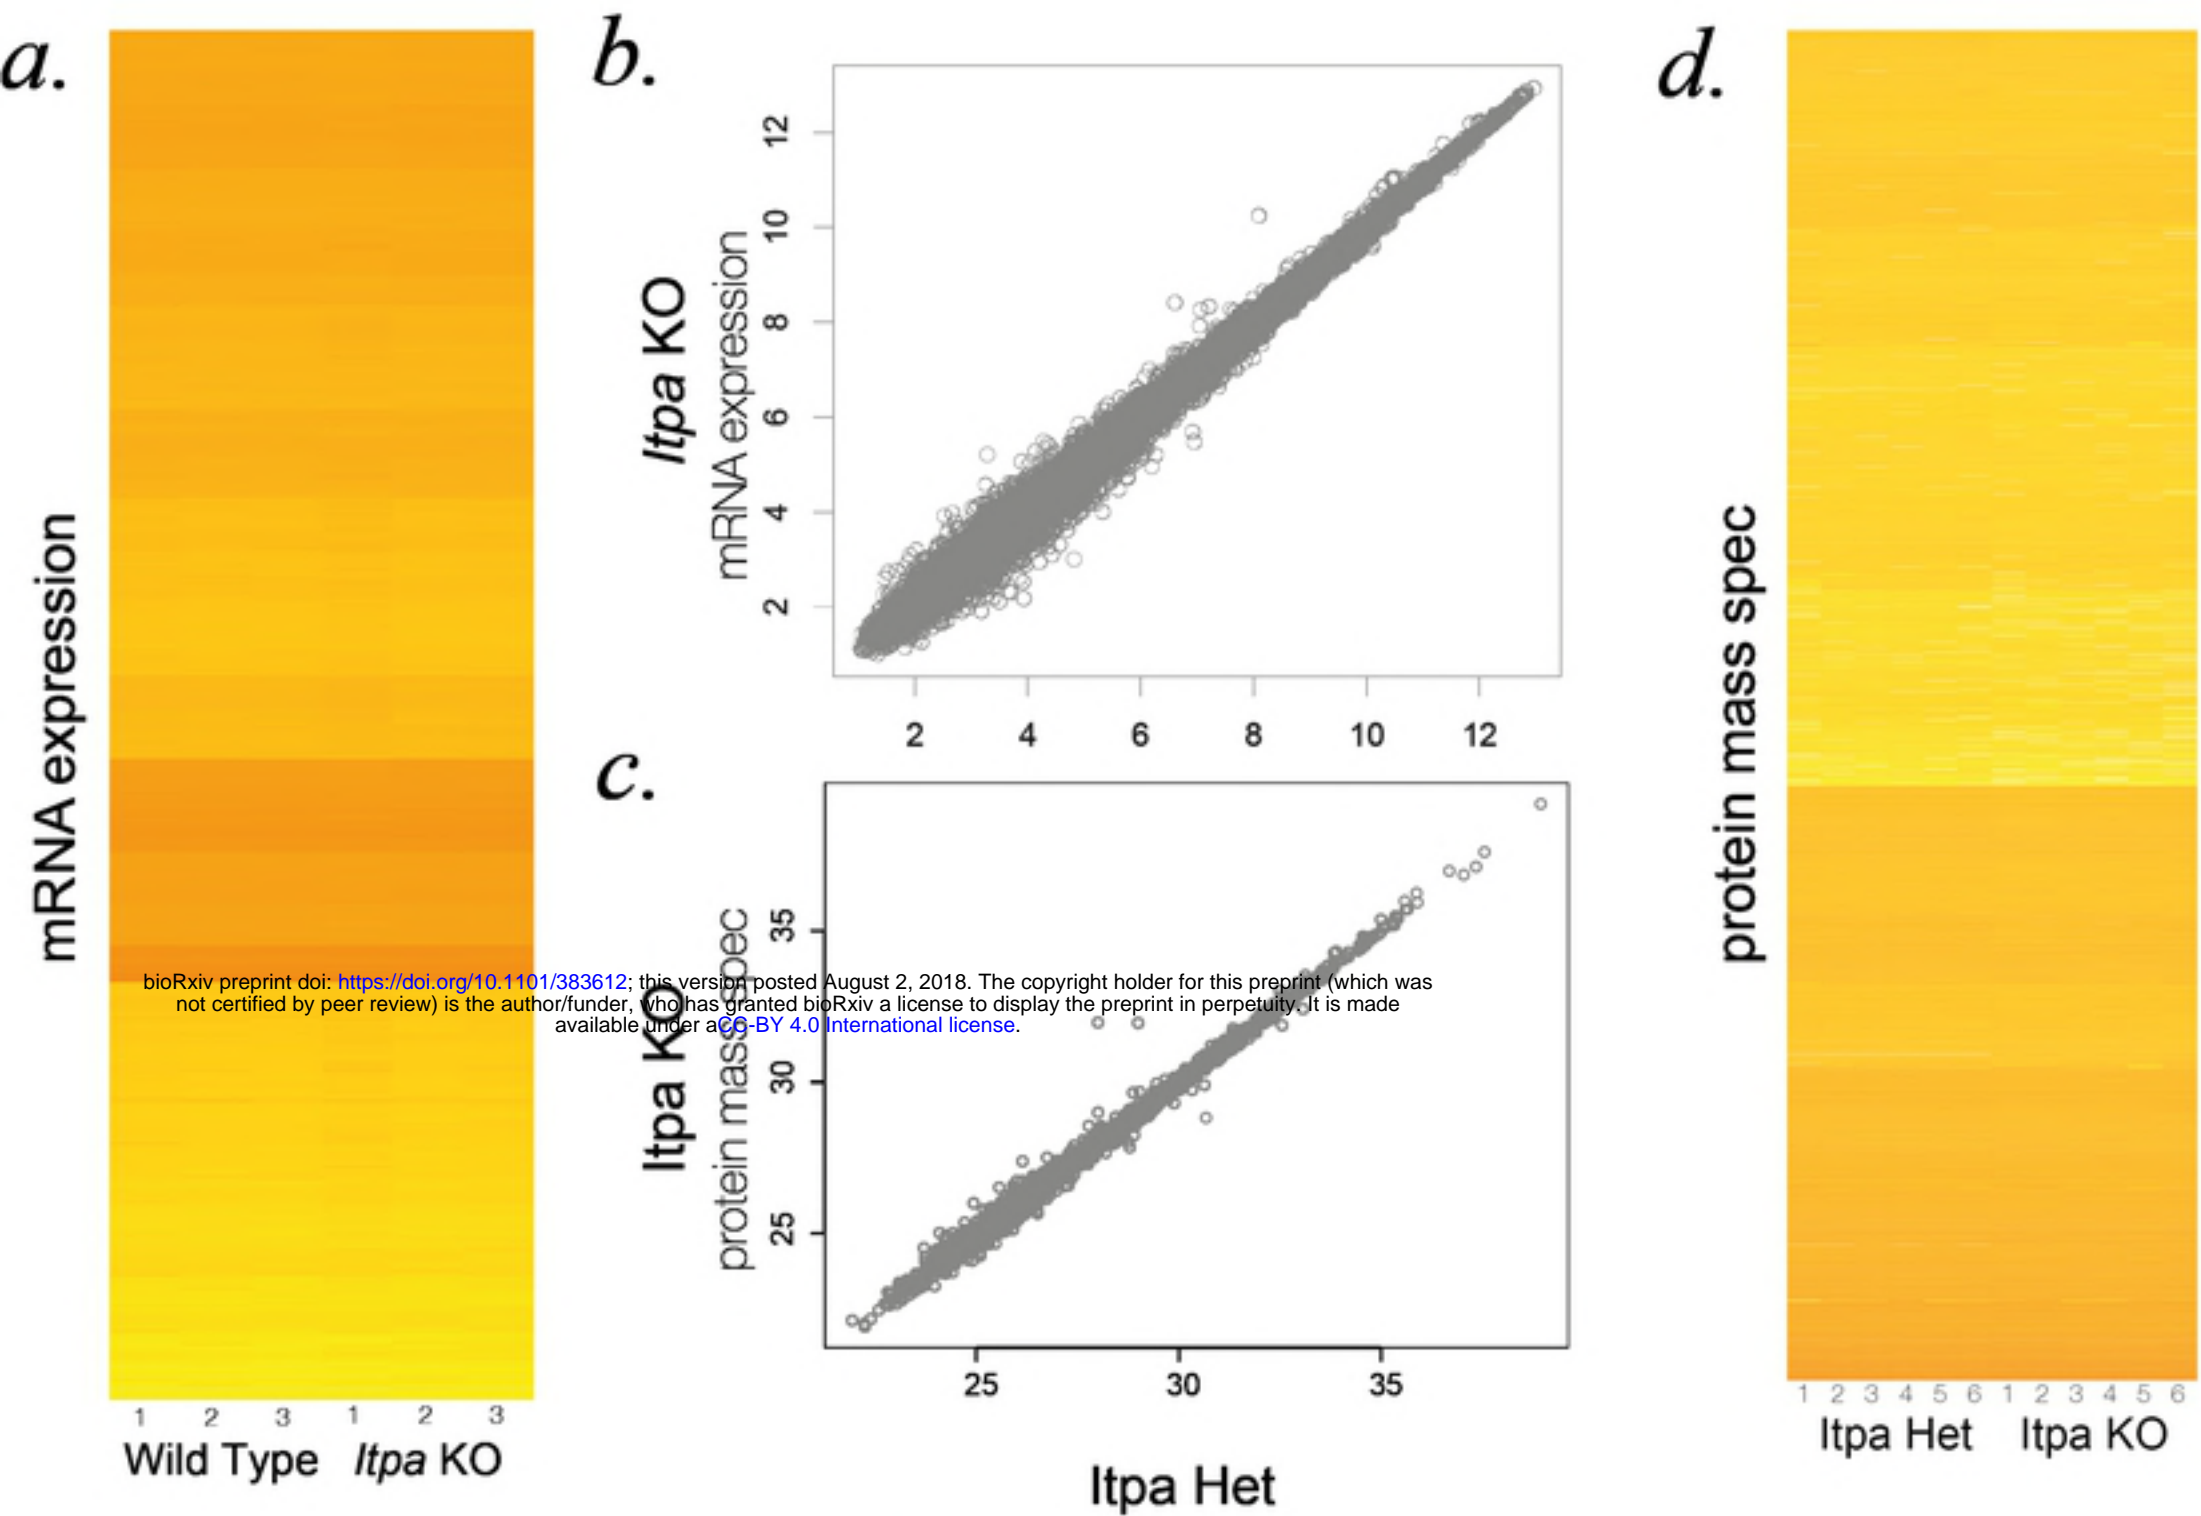 a.
mRNA expression
1 2 3 1 2 3
Wild Type Itpa KO
b.
Itpa KO
mRNA expression
12
10
8
6
4
2
2 4 6 8 10 12
c.
Itpa KO
protein mass spec
35
30
25
25 30 35
Itpa Het
bioRxiv preprint doi: https://doi.org/10.1101/383612; this version posted August 2, 2018. The copyright holder for this preprint (which was
not certified by peer review) is the author/funder, who has granted bioRxiv a license to display the preprint in perpetuity. It is made
available under aCC-BY 4.0 International license.
d.
protein mass spec
1 2 3 4 5 6 1 2 3 4 5 6
Itpa Het Itpa KO